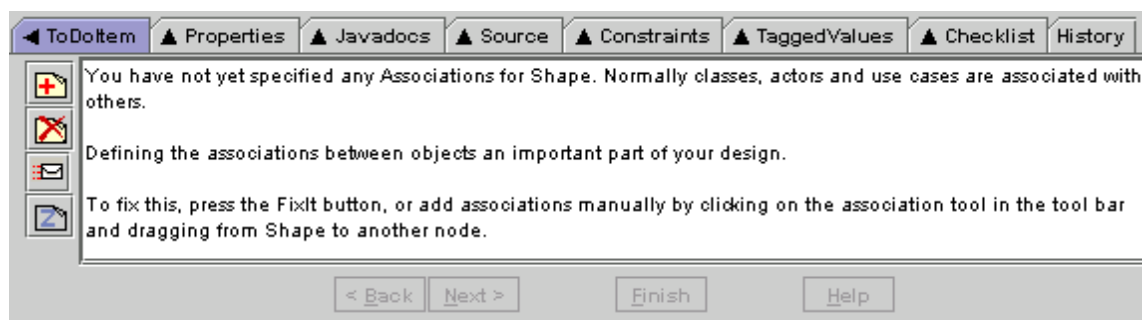 ToDoItem Properties Javadocs Source Constraints TaggedValues Checklist History
You have not yet specified any Associations for Shape. Normally classes, actors and use cases are associated with
others.
Defining the associations between objects an important part of your design.
To fix this, press the FixIt button, or add associations manually by clicking on the association tool in the tool bar
and dragging from Shape to another node.
< Back Next > Finish Help